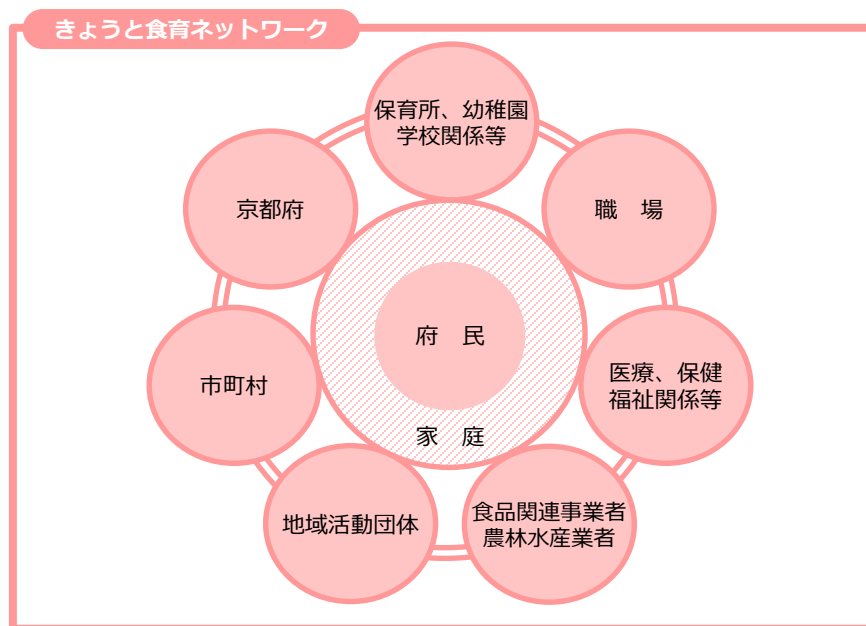 きょうと食育ネットワーク
保育所、幼稚園
学校関係等
京都府
職　場
府　民
市町村
医療、保健
福祉関係等
家　庭
地域活動団体
食品関連事業者
農林水産業者